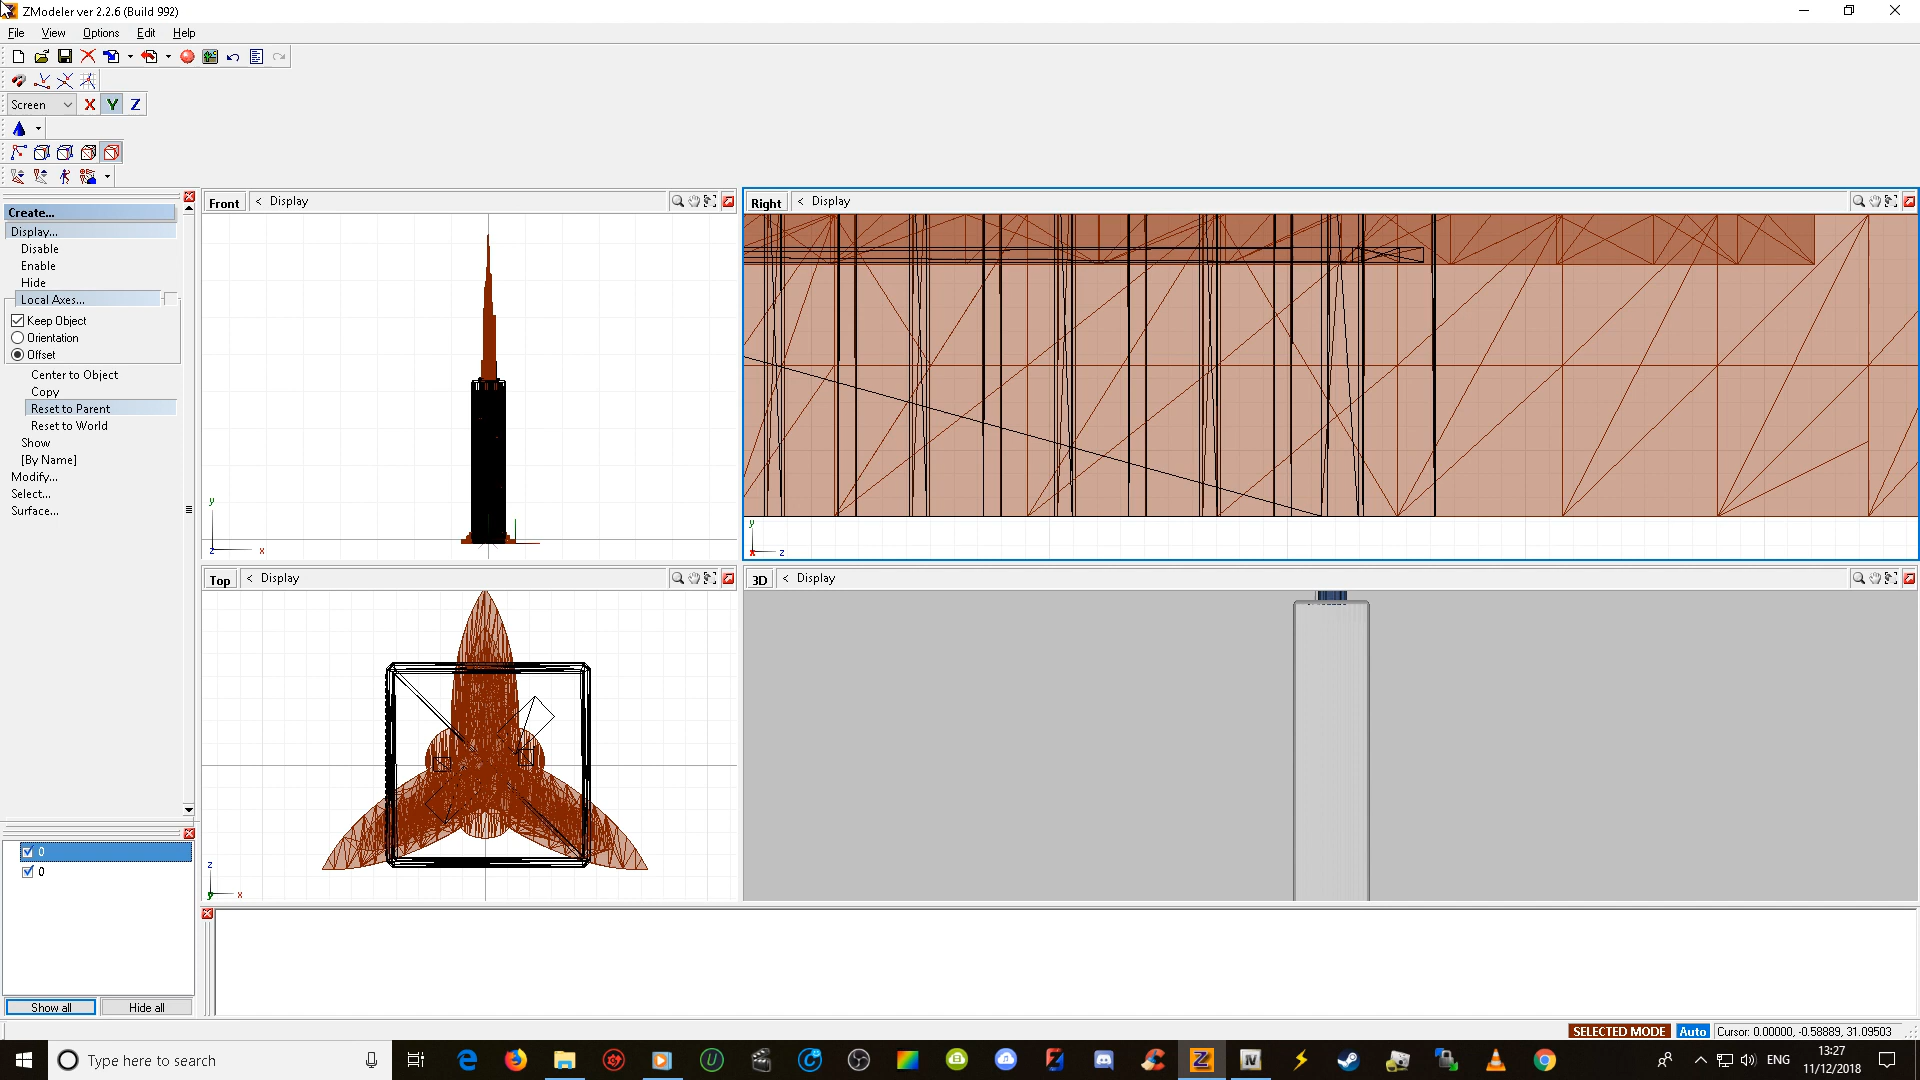 ZModeler ver 2.2.6 (Build 992)
File View Options Edit Help
Screen X Y Z
Create...
Display...
Disable
Enable
Hide
Local Axes...
Keep Object
Orientation
Offset
Center to Object
Copy
Reset to Parent
Reset to World
Show
[By Name]
Modify...
Select...
Surface...
Front < Display
y
z x
Right < Display
y
x z
Top < Display
z
y x
3D < Display
0
0
Show all Hide all
SELECTED MODE Auto Cursor: 0.00000, -0.58889, 31.09503
Type here to search
ENG
13:27
11/12/2018